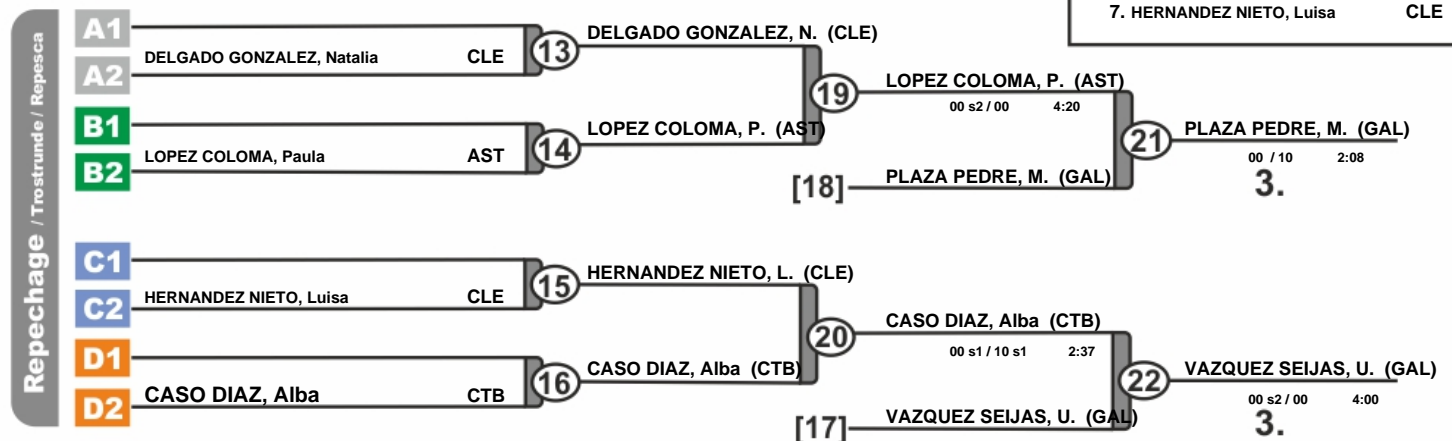 7. HERNANDEZ NIETO, Luisa CLE
Repechage / Trostrunde / Repesca
A1
DELGADO GONZALEZ, Natalia CLE
A2
13
DELGADO GONZALEZ, N. (CLE)
B1
LOPEZ COLOMA, Paula AST
B2
14
LOPEZ COLOMA, P. (AST)
19
LOPEZ COLOMA, P. (AST)
00 s2 / 00 4:20
[18] PLAZA PEDRE, M. (GAL)
21
PLAZA PEDRE, M. (GAL)
00 / 10 2:08
3.
C1
HERNANDEZ NIETO, Luisa CLE
C2
15
HERNANDEZ NIETO, L. (CLE)
D1
CASO DIAZ, Alba CTB
D2
16
CASO DIAZ, Alba (CTB)
20
CASO DIAZ, Alba (CTB)
00 s1 / 10 s1 2:37
[17] VAZQUEZ SEIJAS, U. (GAL)
22
VAZQUEZ SEIJAS, U. (GAL)
00 s2 / 00 4:00
3.